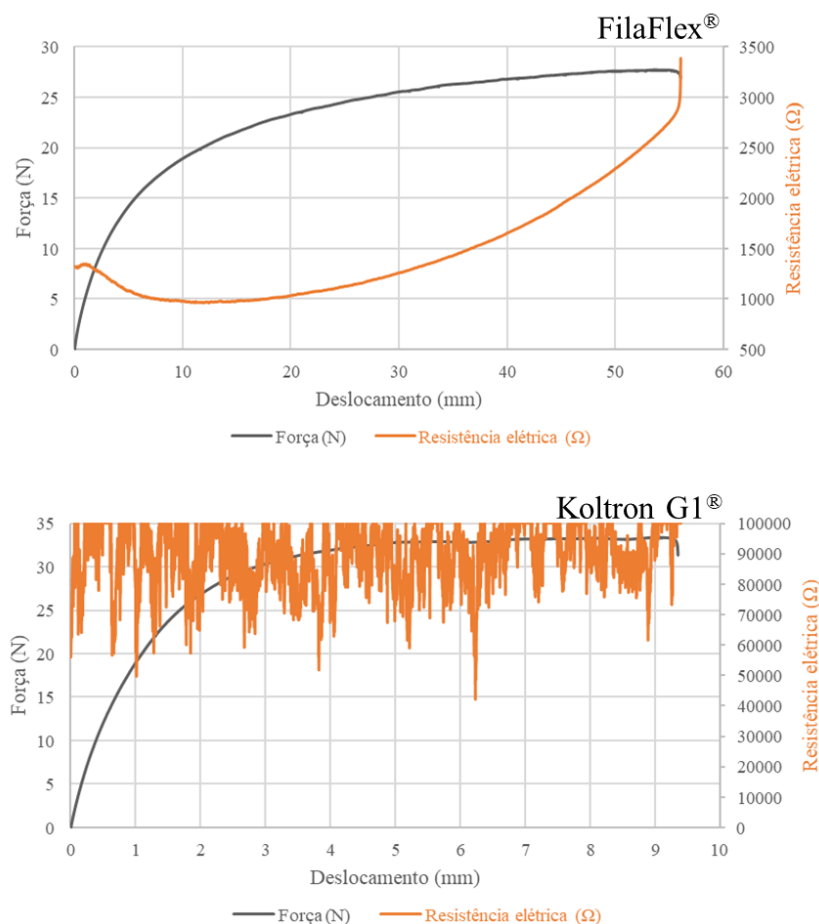 FilaFlex®
30
25
20
15
10
5
0
Força (N)
3500
3000
2500
2000
1500
1000
500
Resistência elétrica (Ω)
0 10 20 30 40 50 60
Deslocamento (mm)
Força (N) Resistência elétrica (Ω)
Koltron G1®
35
30
25
20
15
10
5
0
Força (N)
100000
90000
80000
70000
60000
50000
40000
30000
20000
10000
0
Resistência elétrica (Ω)
0 1 2 3 4 5 6 7 8 9 10
Deslocamento (mm)
Força (N) Resistência elétrica (Ω)